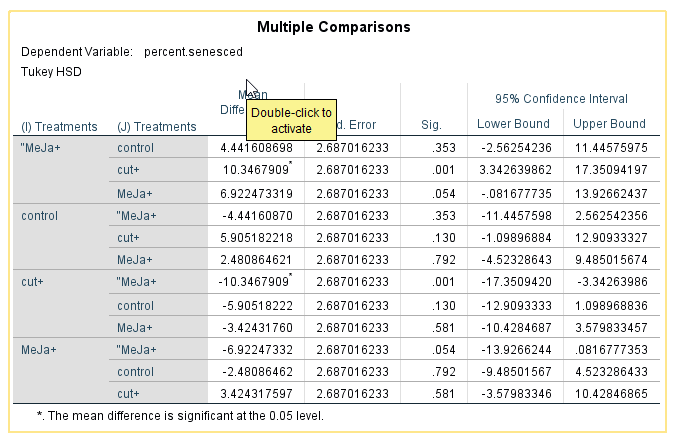 Multiple Comparisons
Dependent Variable: percent.senesced
Tukey HSD
Mean 95% Confidence Interval
Double-click to activate
(I) Treatments (J) Treatments Error Sig. Lower Bound Upper Bound
"MeJa+ control 4.441608698 2.687016233 .353 -2.56254236 11.44575975
cut+ 10.3467909* 2.687016233 .001 3.342639862 17.35094197
MeJa+ 6.922473319 2.687016233 .054 -.081677735 13.92662437
control "MeJa+ -4.44160870 2.687016233 .353 -11.4457598 2.562542356
cut+ 5.905182218 2.687016233 .130 -1.09896884 12.90933327
MeJa+ 2.480864621 2.687016233 .792 -4.52328643 9.485015674
cut+ "MeJa+ -10.3467909* 2.687016233 .001 -17.3509420 -3.34263986
control -5.90518222 2.687016233 .130 -12.9093333 1.098968836
MeJa+ -3.42431760 2.687016233 .581 -10.4284687 3.579833457
MeJa+ "MeJa+ -6.92247332 2.687016233 .054 -13.9266244 .0816777353
control -2.48086462 2.687016233 .792 -9.48501567 4.523286433
cut+ 3.424317597 2.687016233 .581 -3.57983346 10.42846865
*. The mean difference is significant at the 0.05 level.